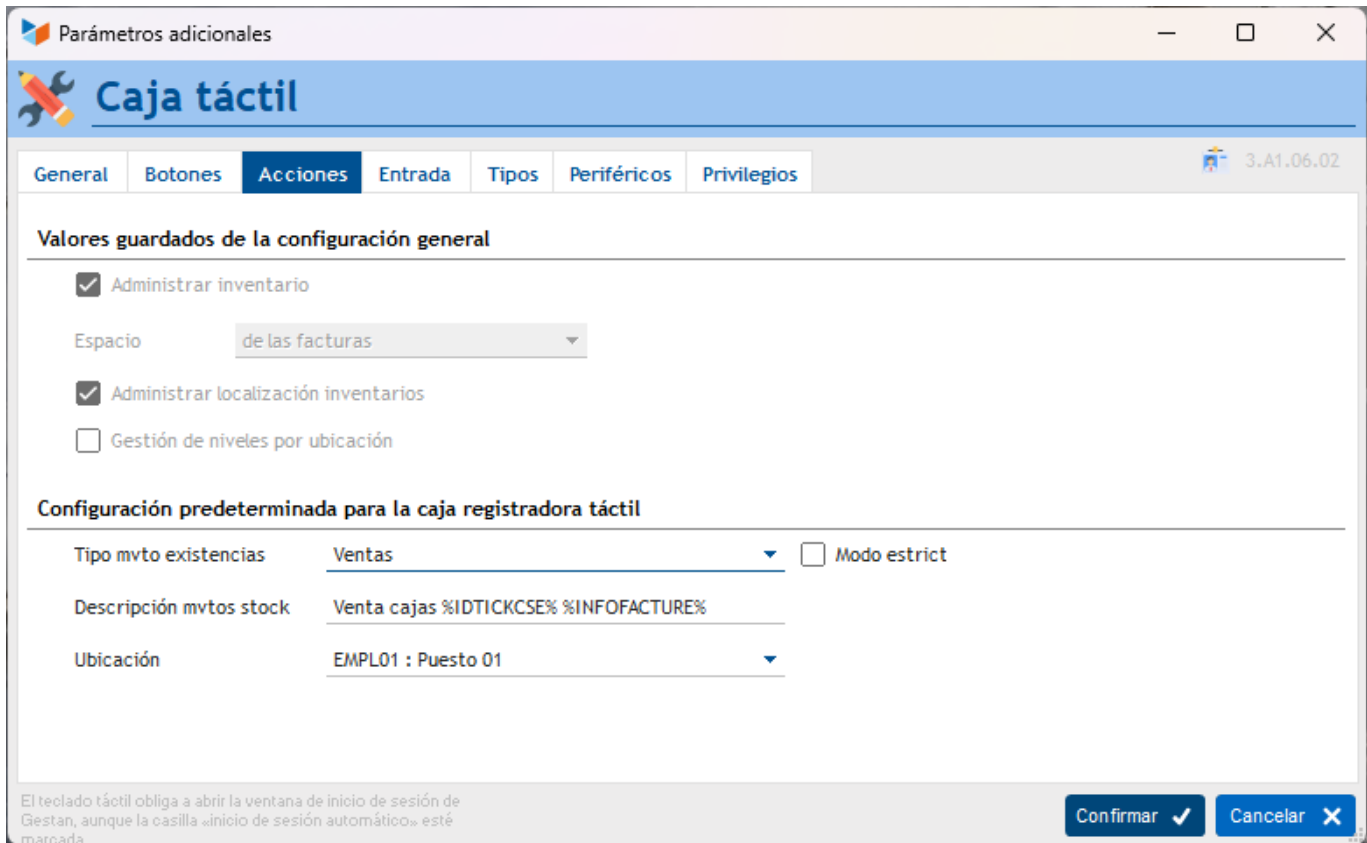 Parámetros adicionales
Caja táctil
General Botones Acciones Entrada Tipos Periféricos Privilegios 3.A1.06.02
Valores guardados de la configuración general
Administrar inventario
Espacio de las facturas
Administrar localización inventarios
Gestión de niveles por ubicación
Configuración predeterminada para la caja registradora táctil
Tipo mvto existencias Ventas Modo estrict
Descripción mvtos stock Venta cajas %IDTICKCSE% %INFOFACTURE%
Ubicación EMPL01 : Puesto 01
El teclado táctil obliga a abrir la ventana de inicio de sesión de
Gestan, aunque la casilla «inicio de sesión automático» esté
marcada
Confirmar Cancelar